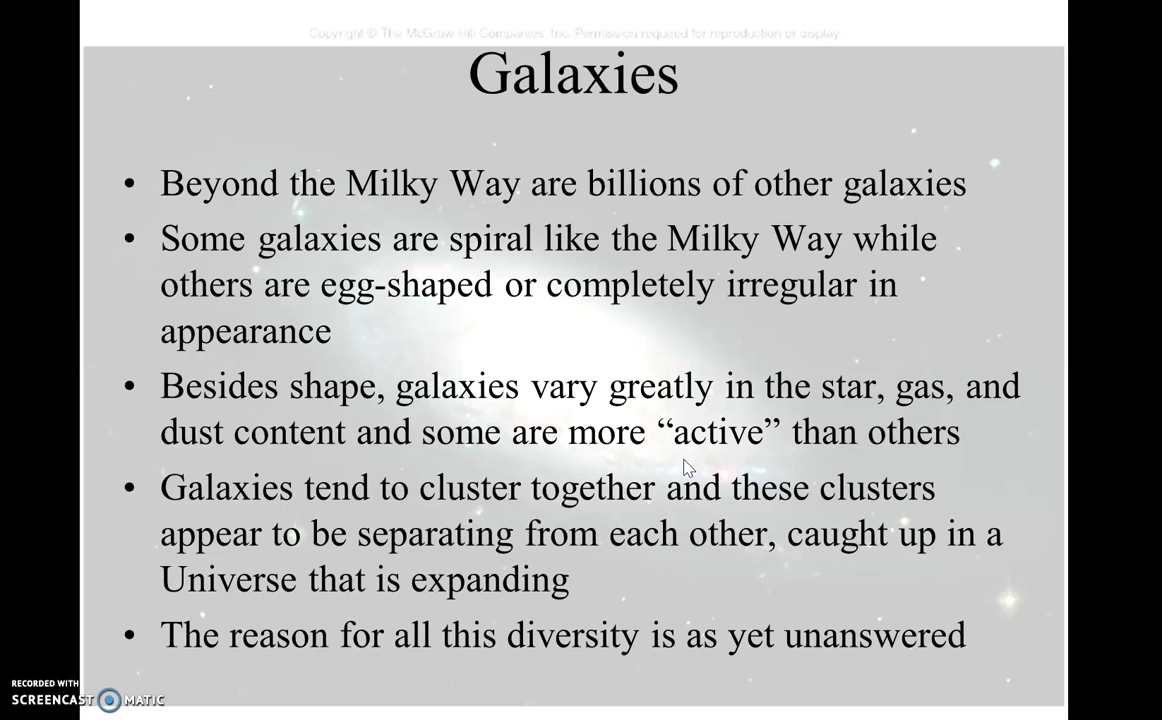 Copyright © The McGraw-Hill Companies, Inc. Permission required for reproduction or display.
Galaxies
• Beyond the Milky Way are billions of other galaxies
• Some galaxies are spiral like the Milky Way while
others are egg-shaped or completely irregular in
appearance
• Besides shape, galaxies vary greatly in the star, gas, and
dust content and some are more “active” than others
• Galaxies tend to cluster together and these clusters
appear to be separating from each other, caught up in a
Universe that is expanding
• The reason for all this diversity is as yet unanswered
RECORDED WITH
SCREENCAST MATIC